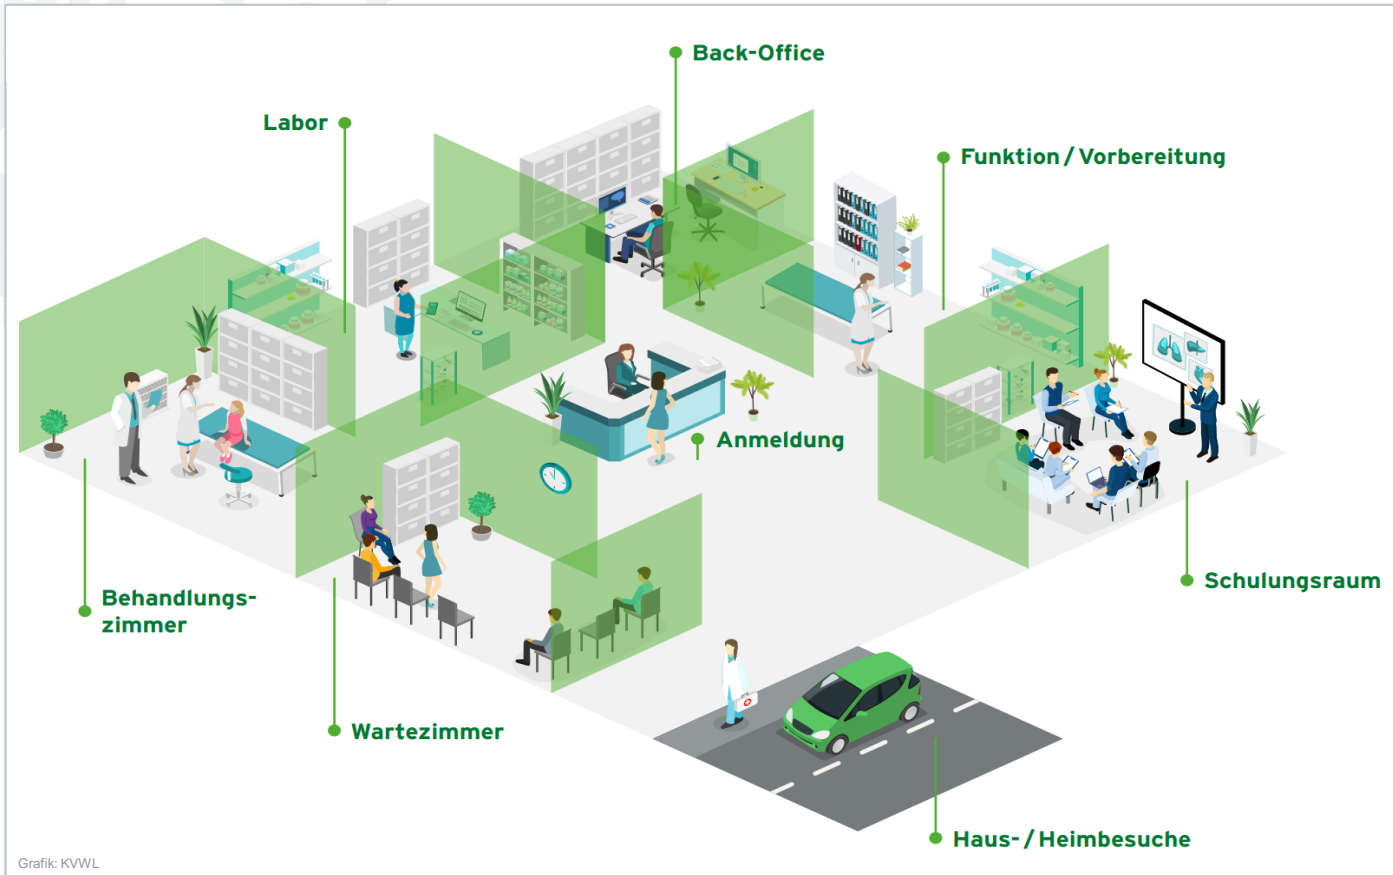 Back-Office
Labor
Funktion / Vorbereitung
Anmeldung
Schulungsraum
Behandlungs-
zimmer
Wartezimmer
Haus- / Heimbesuche
Grafik: KVWL